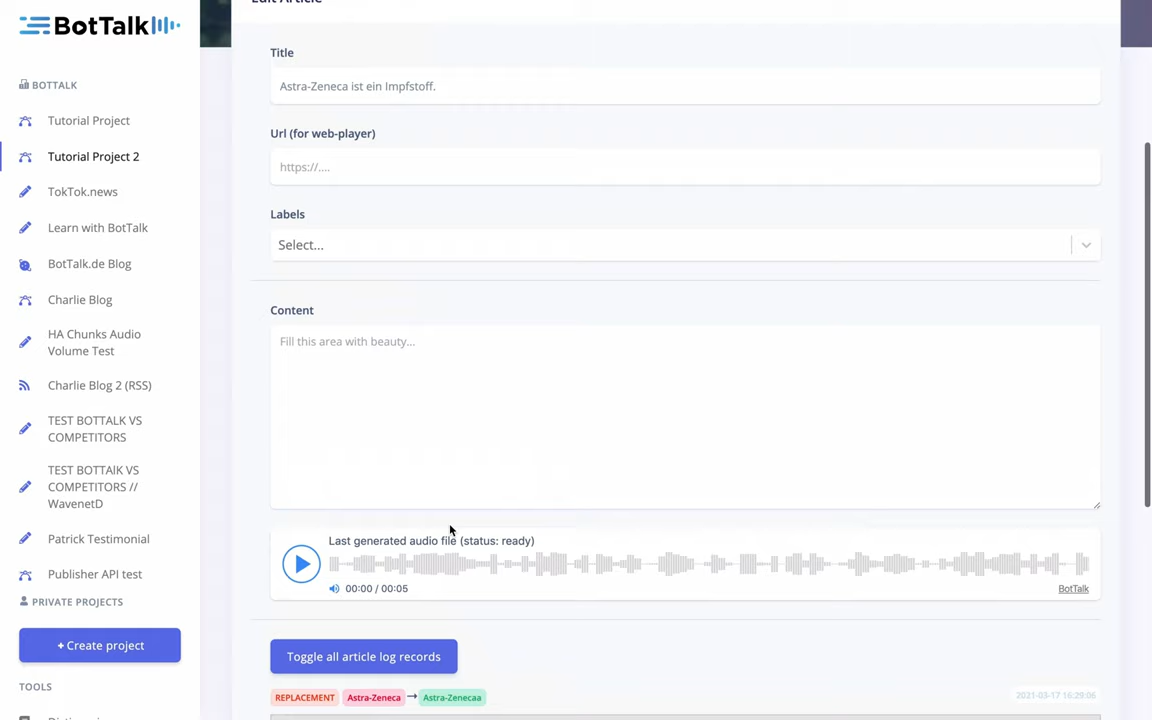 BotTalk
BOTTALK
Tutorial Project
Tutorial Project 2
TokTok.news
Learn with BotTalk
BotTalk.de Blog
Charlie Blog
HA Chunks Audio
Volume Test
Charlie Blog 2 (RSS)
TEST BOTTALK VS
COMPETITORS
TEST BOTTAlK VS
COMPETITORS //
WavenetD
Patrick Testimonial
Publisher API test
PRIVATE PROJECTS
+ Create project
TOOLS
Edit Article
Title
Astra-Zeneca ist ein Impfstoff.
Url (for web-player)
https://....
Labels
Select...
Content
Fill this area with beauty...
Last generated audio file (status: ready)
00:00 / 00:05
BotTalk
Toggle all article log records
REPLACEMENT Astra-Zeneca → Astra-Zenecaa
2021-03-17 16:29:06